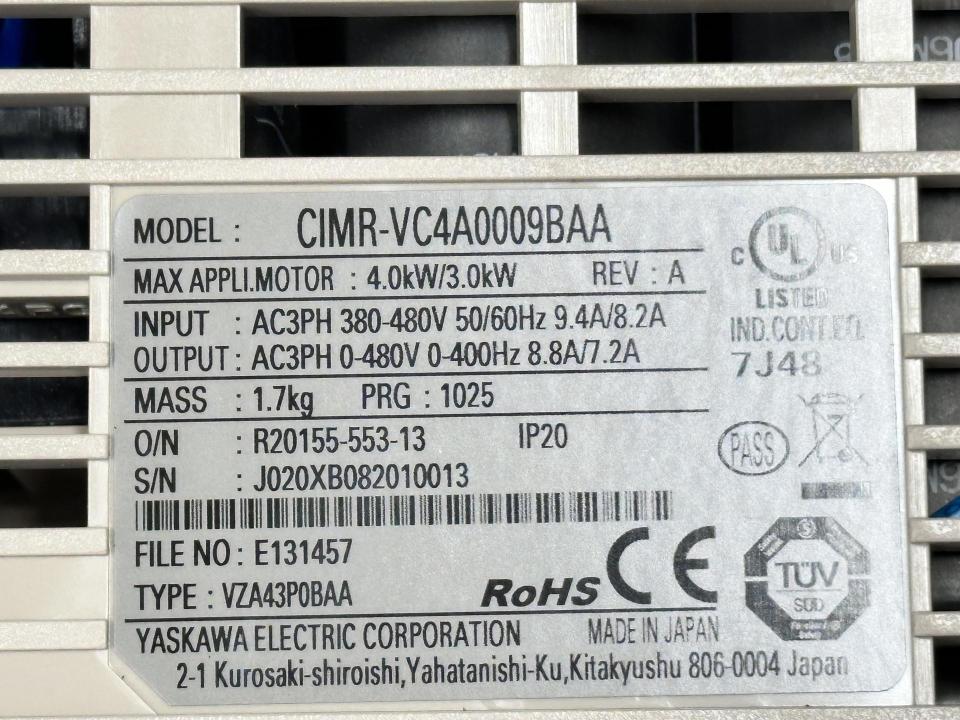 MODEL : CIMR-VC4A0009BAA
MAX APPLI.MOTOR : 4.0kW/3.0kW REV : A
INPUT : AC3PH 380-480V 50/60Hz 9.4A/8.2A
OUTPUT : AC3PH 0-480V 0-400Hz 8.8A/7.2A
MASS : 1.7kg PRG : 1025
O/N : R20155-553-13 IP20
S/N : J020XB082010013
FILE NO : E131457
TYPE : VZA43P0BAA
RoHS CE
YASKAWA ELECTRIC CORPORATION MADE IN JAPAN
2-1 Kurosaki-shiroishi,Yahatanishi-Ku,Kitakyushu 806-0004 Japan
C UL US
LISTED
IND.CONT.EQ.
7J48
PASS
TÜV
SÜD